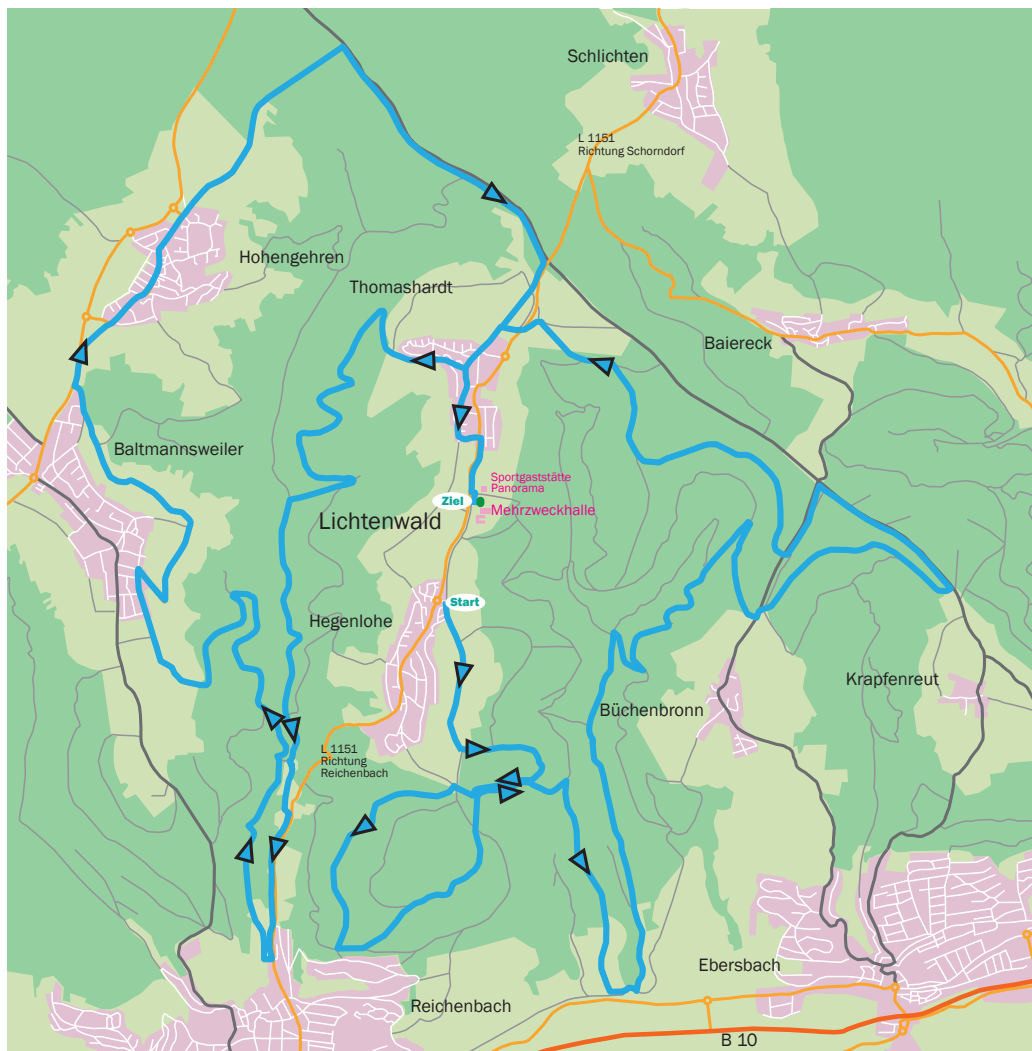 Schlichten
L 1151
Richtung Schorndorf
Hohengehren
Thomashardt
Baiereck
Baltmannsweiler
Sportgaststätte
Panorama
Ziel
Mehrzweckhalle
Lichtenwald
Start
Hegenlohe
Krapfenreut
Büchenbronn
L 1151
Richtung
Reichenbach
Ebersbach
Reichenbach
B 10